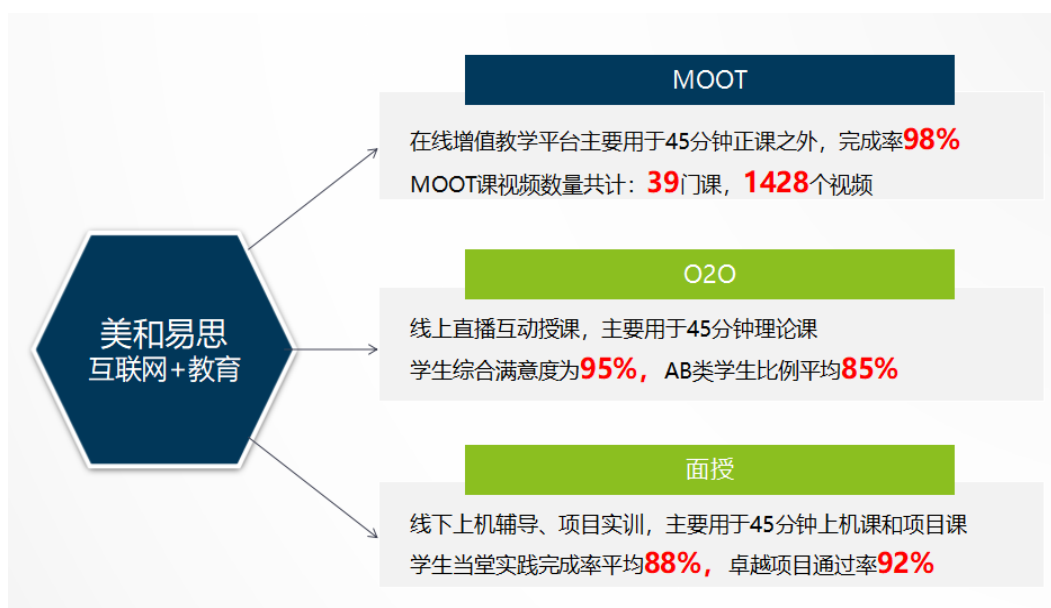 美和易思
互联网+教育
MOOT
在线增值教学平台主要用于45分钟正课之外，完成率98%
MOOT课视频数量共计：39门课，1428个视频
O2O
线上直播互动授课，主要用于45分钟理论课
学生综合满意度为95%，AB类学生比例平均85%
面授
线下上机辅导、项目实训，主要用于45分钟上机课和项目课
学生当堂实践完成率平均88%，卓越项目通过率92%